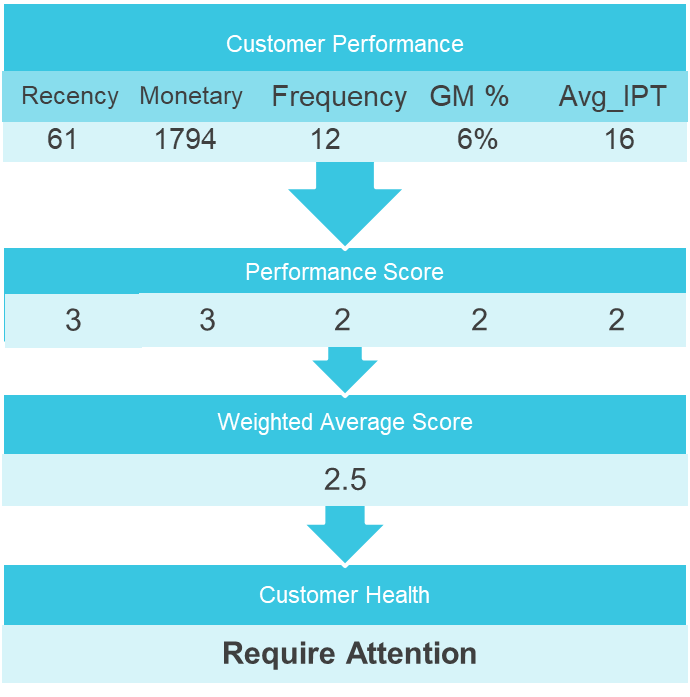 Customer Performance
Recency Monetary Frequency GM % Avg_IPT
61 1794 12 6% 16
Performance Score
3 3 2 2 2
Weighted Average Score
2.5
Customer Health
Require Attention